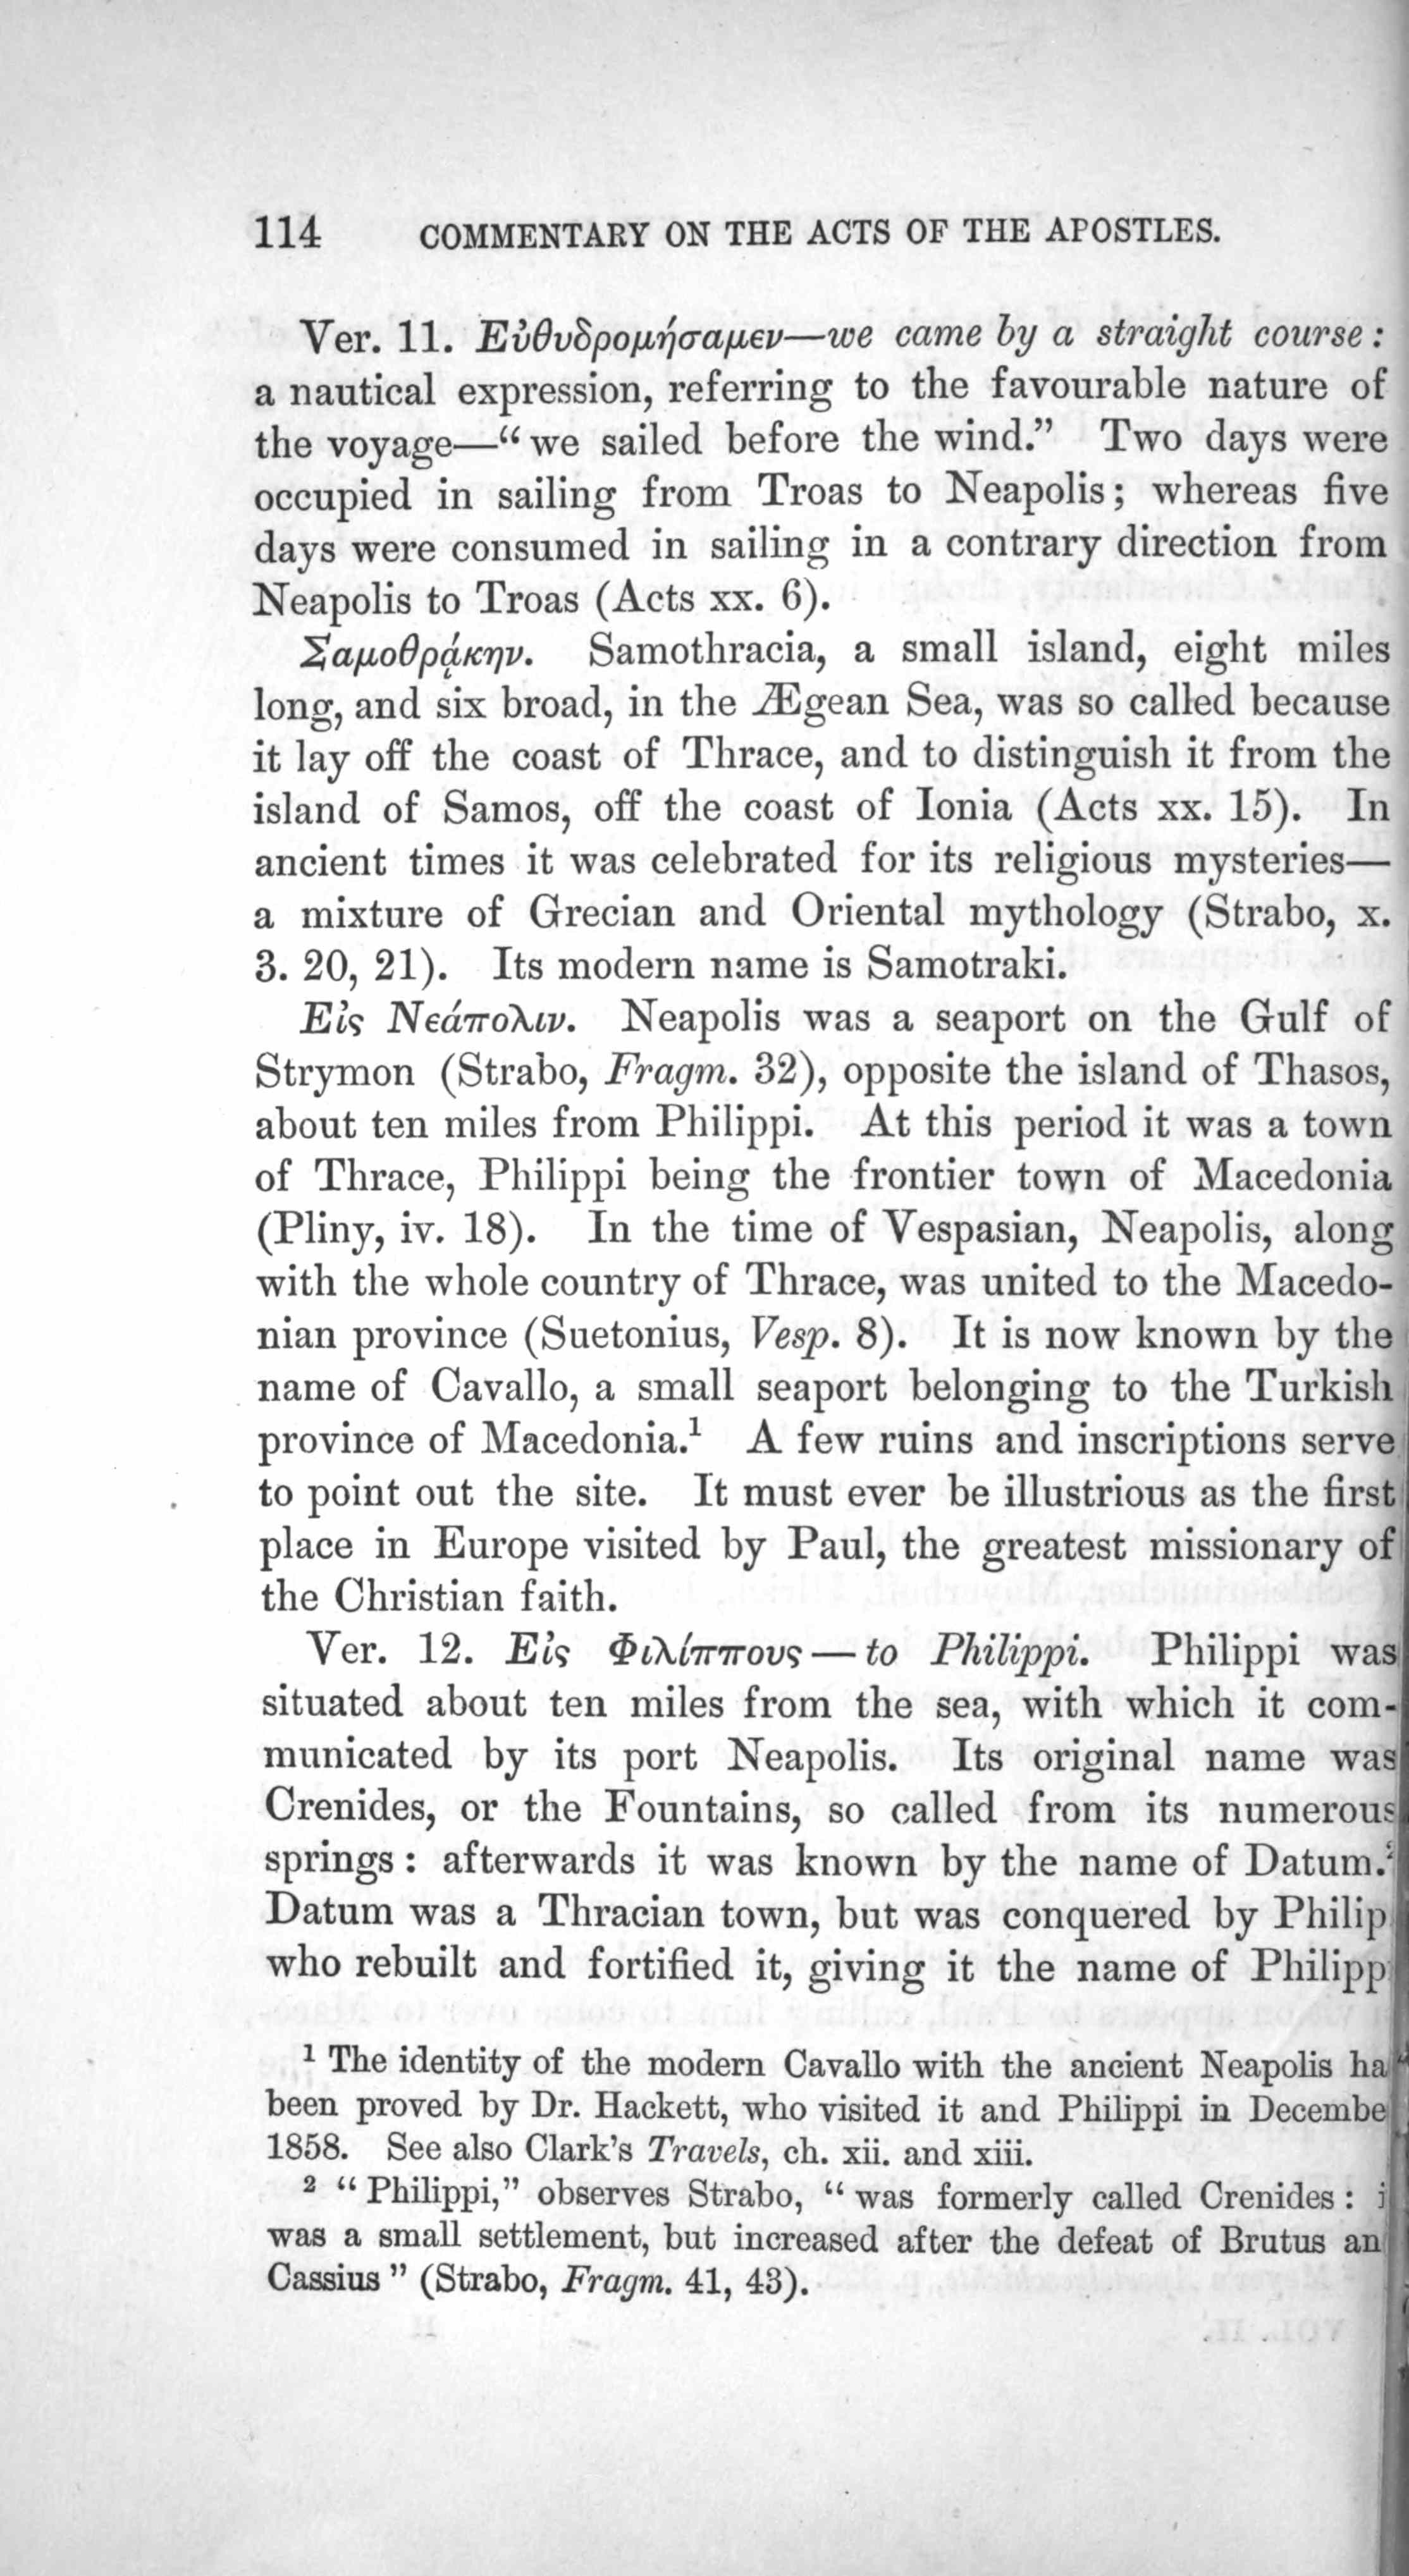 114 COMMENTARY ON THE ACTS OF THE APOSTLES.
Ver. 11. Εὐθυδρομήσαμεν—we came by a straight course :
a nautical expression, referring to the favourable nature of
the voyage—“we sailed before the wind.” Two days were
occupied in sailing from Troas to Neapolis; whereas five
days were consumed in sailing in a contrary direction from
Neapolis to Troas (Acts xx. 6).
Σαμοθρᾴκην. Samothracia, a small island, eight miles
long, and six broad, in the Ægean Sea, was so called because
it lay off the coast of Thrace, and to distinguish it from the
island of Samos, off the coast of Ionia (Acts xx. 15). In
ancient times it was celebrated for its religious mysteries—
a mixture of Grecian and Oriental mythology (Strabo, x.
3. 20, 21). Its modern name is Samotraki.
Εἰς Νεάπολιν. Neapolis was a seaport on the Gulf of
Strymon (Strabo, Fragm. 32), opposite the island of Thasos,
about ten miles from Philippi. At this period it was a town
of Thrace, Philippi being the frontier town of Macedonia
(Pliny, iv. 18). In the time of Vespasian, Neapolis, along
with the whole country of Thrace, was united to the Macedo-
nian province (Suetonius, Vesp. 8). It is now known by the
name of Cavallo, a small seaport belonging to the Turkish
province of Macedonia.¹ A few ruins and inscriptions serve
to point out the site. It must ever be illustrious as the first
place in Europe visited by Paul, the greatest missionary of
the Christian faith.
Ver. 12. Εἰς Φιλίππους—to Philippi. Philippi was
situated about ten miles from the sea, with which it com-
municated by its port Neapolis. Its original name was
Crenides, or the Fountains, so called from its numerous
springs : afterwards it was known by the name of Datum.²
Datum was a Thracian town, but was conquered by Philip
who rebuilt and fortified it, giving it the name of Philipp
¹ The identity of the modern Cavallo with the ancient Neapolis ha
been proved by Dr. Hackett, who visited it and Philippi in Decembe
1858. See also Clark’s Travels, ch. xii. and xiii.
² “Philippi,” observes Strabo, “was formerly called Crenides : i
was a small settlement, but increased after the defeat of Brutus an
Cassius” (Strabo, Fragm. 41, 43).